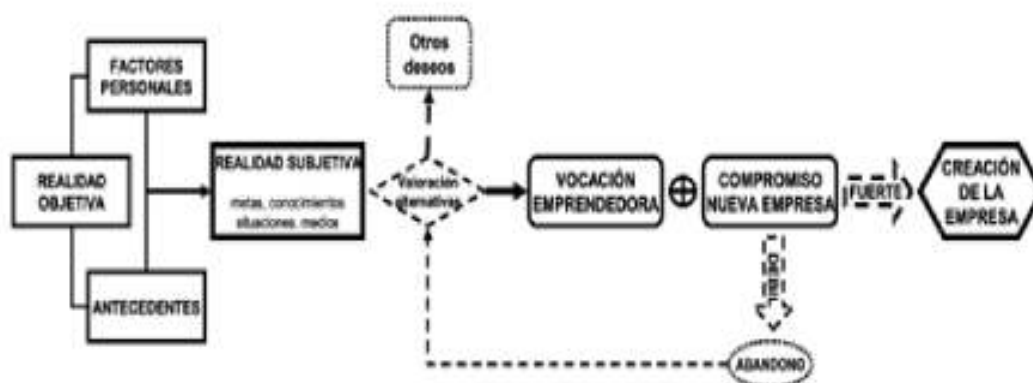 FACTORES
PERSONALES
REALIDAD
OBJETIVA
ANTECEDENTES
REALIDAD SUBJETIVA
metas, conocimientos
situaciones, medios
Otros
deseos
Valoración
alternativas
VOCACIÓN
EMPRENDEDORA
COMPROMISO
NUEVA EMPRESA
FUERTE
DEBIL
ABANDONO
CREACIÓN
DE LA
EMPRESA